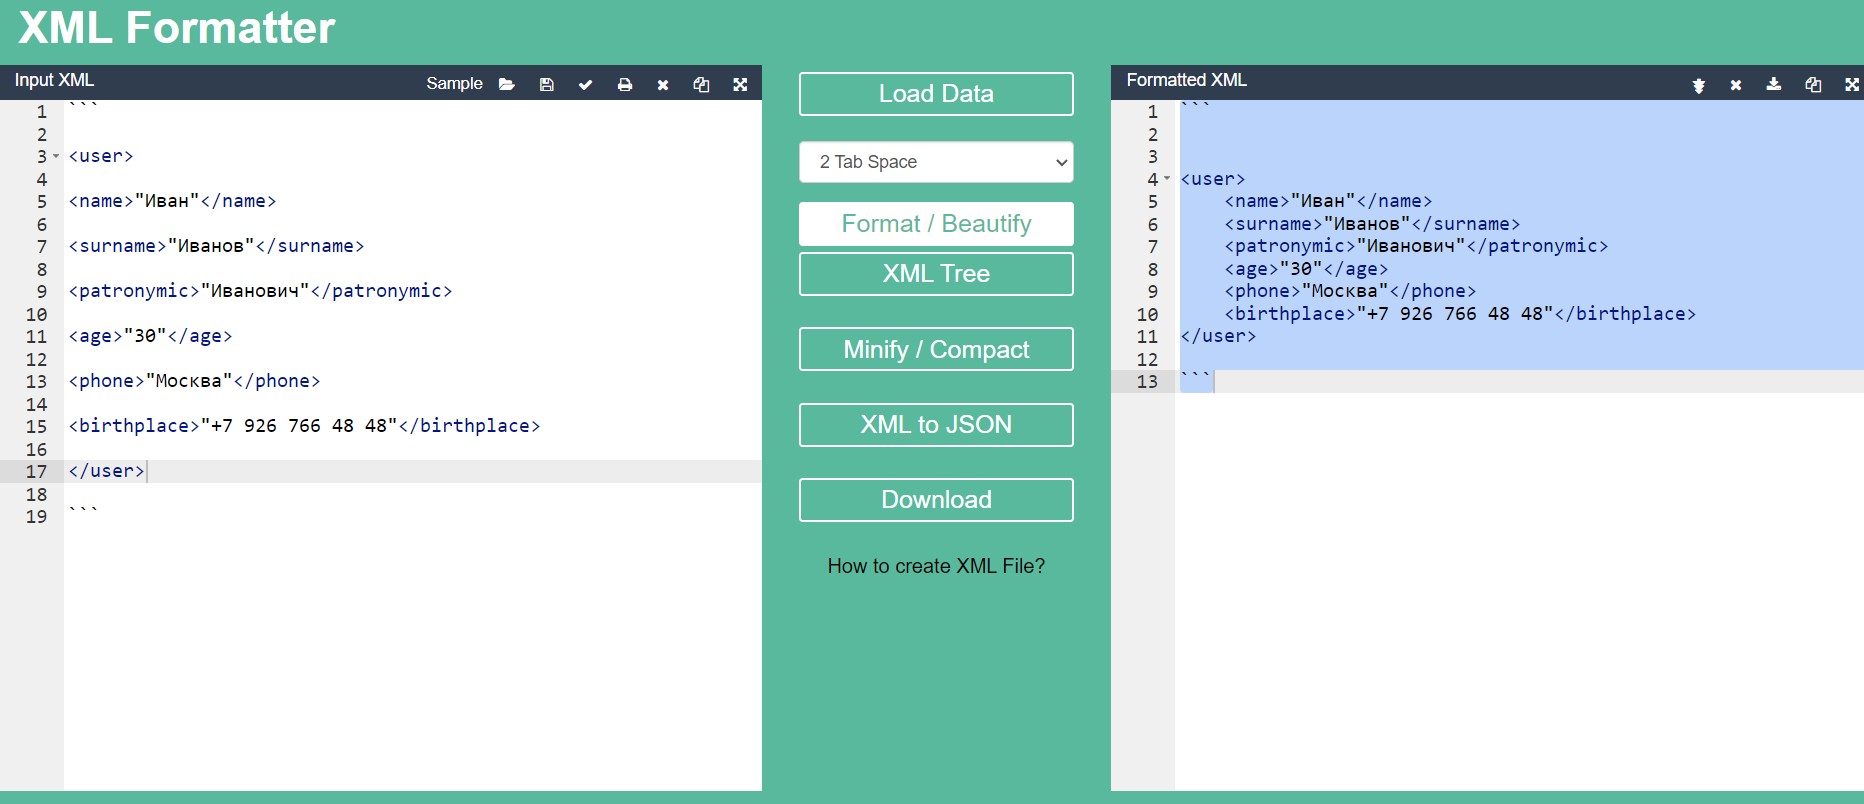 XML Formatter
Input XML
Sample
1 ```
2
3 <user>
4
5 <name>"Иван"</name>
6
7 <surname>"Иванов"</surname>
8
9 <patronymic>"Иванович"</patronymic>
10
11 <age>"30"</age>
12
13 <phone>"Москва"</phone>
14
15 <birthplace>"+7 926 766 48 48"</birthplace>
16
17 </user>
18
19 ```
Load Data
2 Tab Space
Format / Beautify
XML Tree
Minify / Compact
XML to JSON
Download
How to create XML File?
Formatted XML
1 ```
2
3
4 <user>
5 <name>"Иван"</name>
6 <surname>"Иванов"</surname>
7 <patronymic>"Иванович"</patronymic>
8 <age>"30"</age>
9 <phone>"Москва"</phone>
10 <birthplace>"+7 926 766 48 48"</birthplace>
11 </user>
12
13 ```